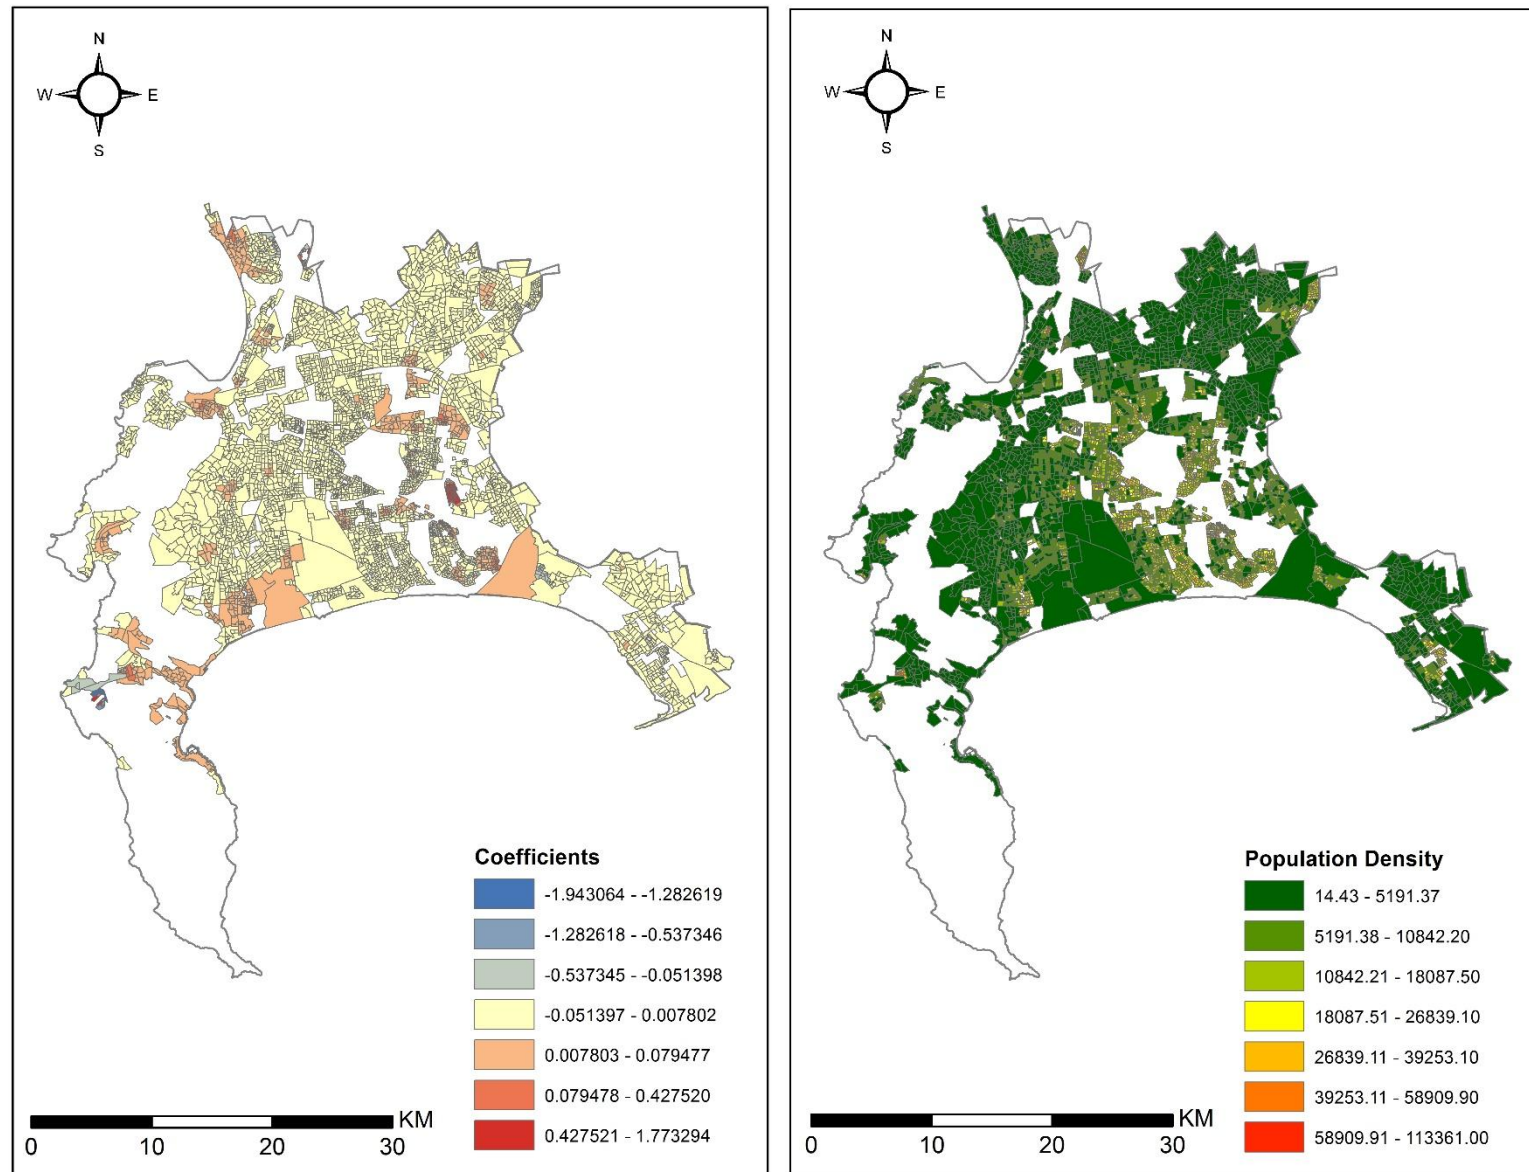 N
W E
S
Coefficients
-1.943064 - -1.282619
-1.282618 - -0.537346
-0.537345 - -0.051398
-0.051397 - 0.007802
0.007803 - 0.079477
0.079478 - 0.427520
0.427521 - 1.773294
KM
0 10 20 30
N
W E
S
Population Density
14.43 - 5191.37
5191.38 - 10842.20
10842.21 - 18087.50
18087.51 - 26839.10
26839.11 - 39253.10
39253.11 - 58909.90
58909.91 - 113361.00
KM
0 10 20 30